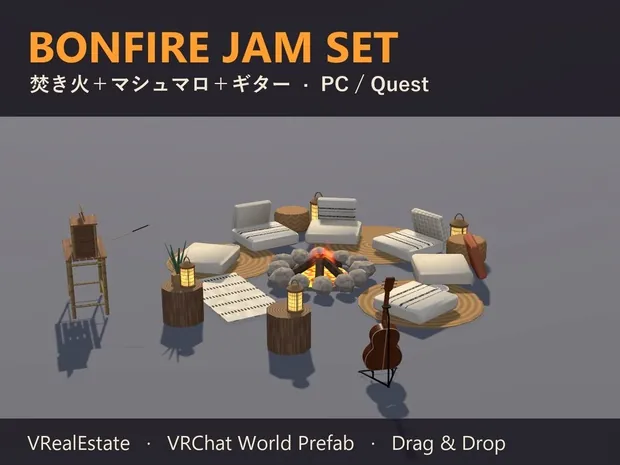 BONFIRE JAM SET
焚き火＋マシュマロ＋ギター · PC / Quest
VRealEstate · VRChat World Prefab · Drag & Drop